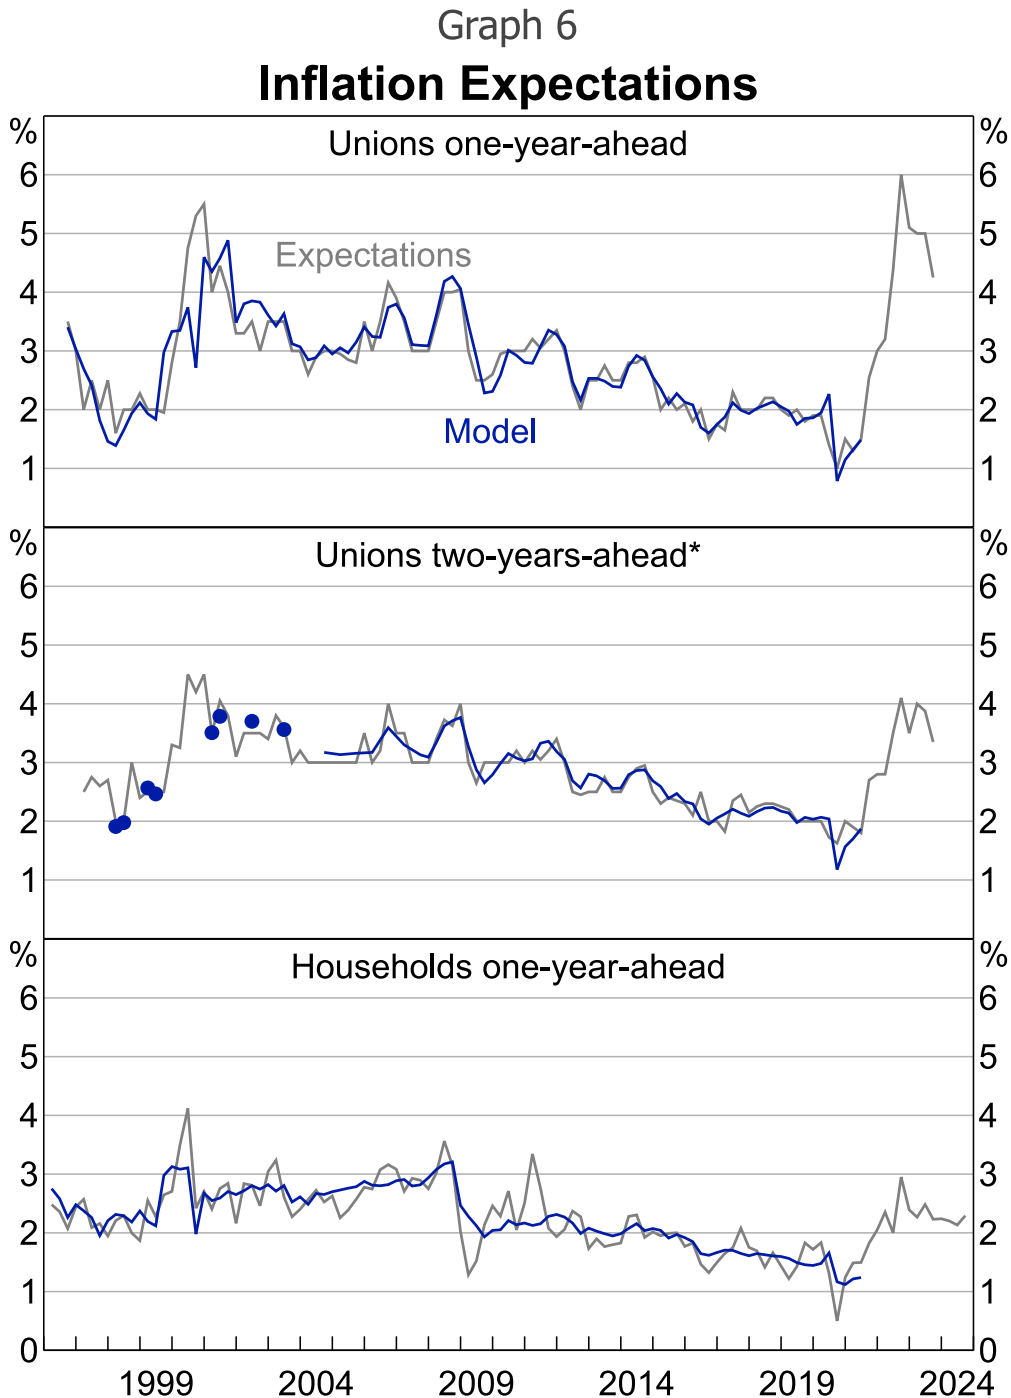 Graph 6
Inflation Expectations
% %
Unions one-year-ahead
6 6
5 5
Expectations
4 4
3 3
2 2
Model
1 1
% %
Unions two-years-ahead*
6 6
5 5
4 4
3 3
2 2
1 1
% %
Households one-year-ahead
6 6
5 5
4 4
3 3
2 2
1 1
0 0
1999 2004 2009 2014 2019 2024